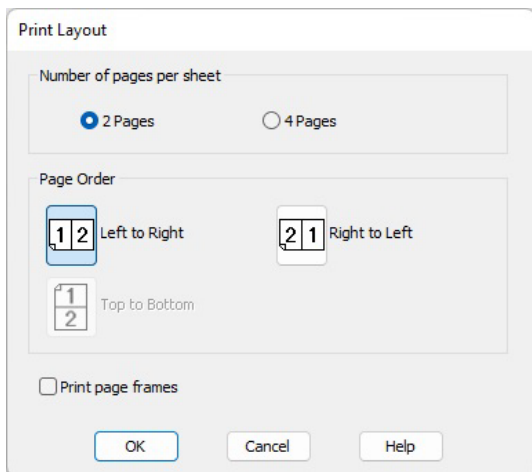 Print Layout
Number of pages per sheet
2 Pages
4 Pages
Page Order
1 2 Left to Right
2 1 Right to Left
1
2
Top to Bottom
Print page frames
OK
Cancel
Help